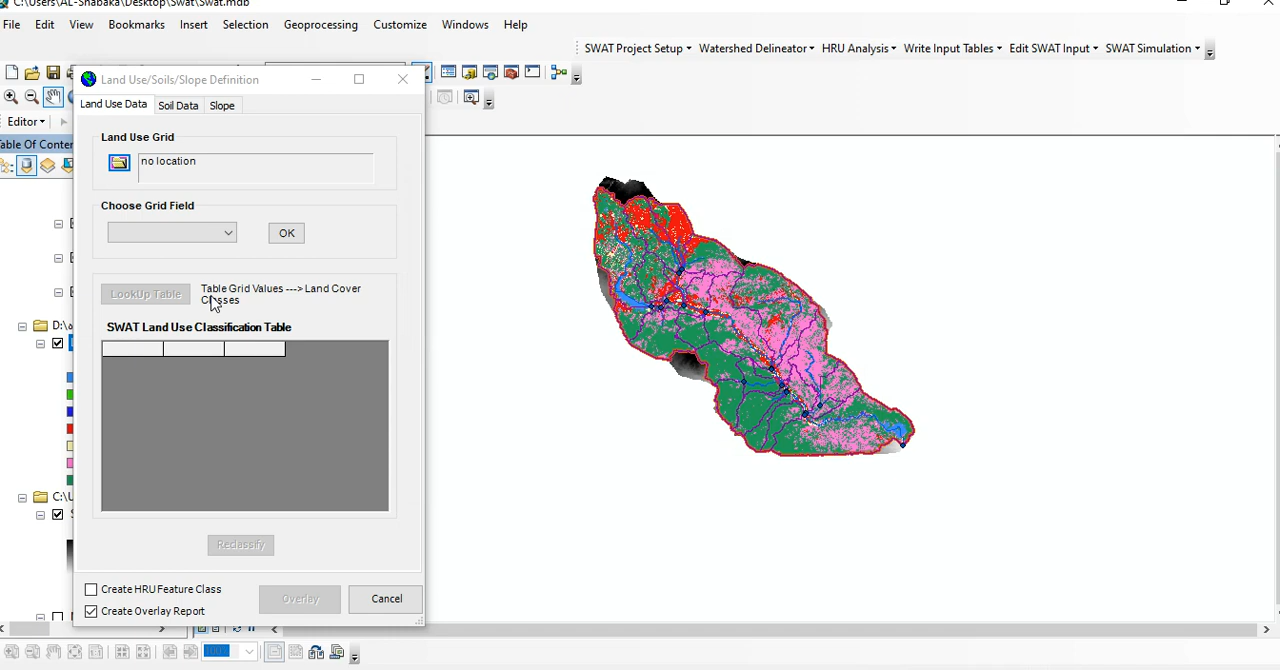 C:\Users\AL-Shabaka\Desktop\Swat\Swat.mdb
File Edit View Bookmarks Insert Selection Geoprocessing Customize Windows Help
SWAT Project Setup Watershed Delineator HRU Analysis Write Input Tables Edit SWAT Input SWAT Simulation
Land Use/Soils/Slope Definition
Land Use Data Soil Data Slope
Editor
Table Of Conter
Land Use Grid
no location
Choose Grid Field
OK
LookUp Table
Table Grid Values ---> Land Cover
Classes
SWAT Land Use Classification Table
D:\
C:\U
Reclassify
Create HRU Feature Class
Create Overlay Report
Overlay
Cancel
100%